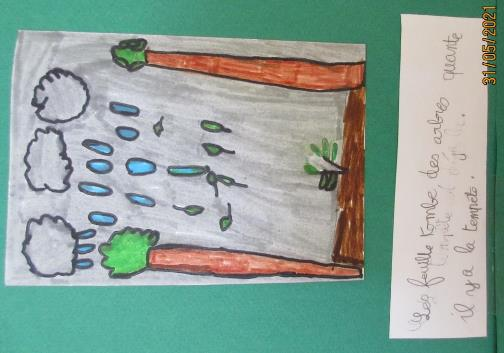 Les feuille tombe des arbres quante
il y a la tempete.
31/05/2021